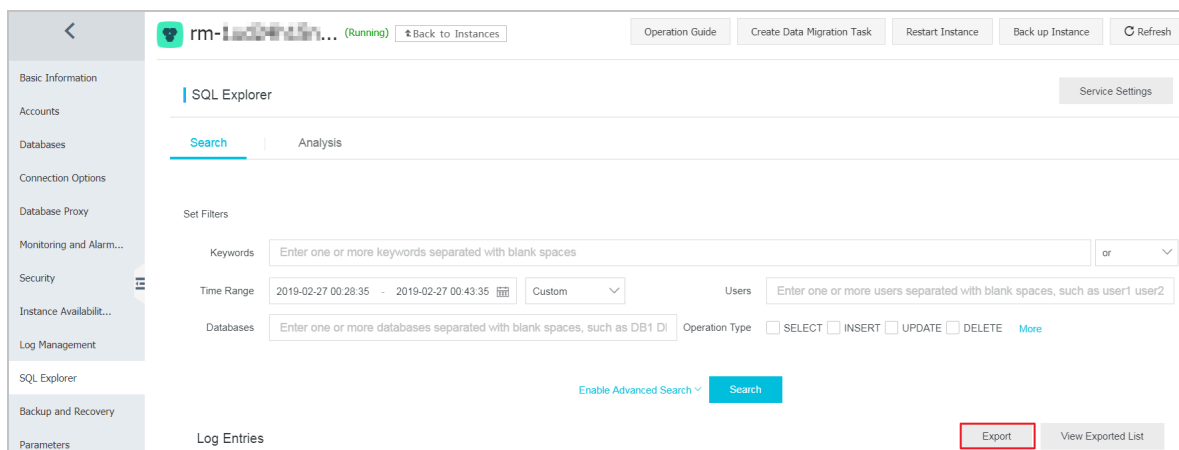 rm- ... (Running) Back to Instances Operation Guide Create Data Migration Task Restart Instance Back up Instance Refresh
Basic Information
SQL Explorer Service Settings
Accounts
Databases
Search Analysis
Connection Options
Database Proxy
Set Filters
Monitoring and Alarm...
Keywords Enter one or more keywords separated with blank spaces or
Security
Time Range 2019-02-27 00:28:35 - 2019-02-27 00:43:35 Custom Users Enter one or more users separated with blank spaces, such as user1 user2
Instance Availabilit...
Databases Enter one or more databases separated with blank spaces, such as DB1 D Operation Type SELECT INSERT UPDATE DELETE More
Log Management
SQL Explorer
Enable Advanced Search Search
Backup and Recovery
Log Entries Export View Exported List
Parameters